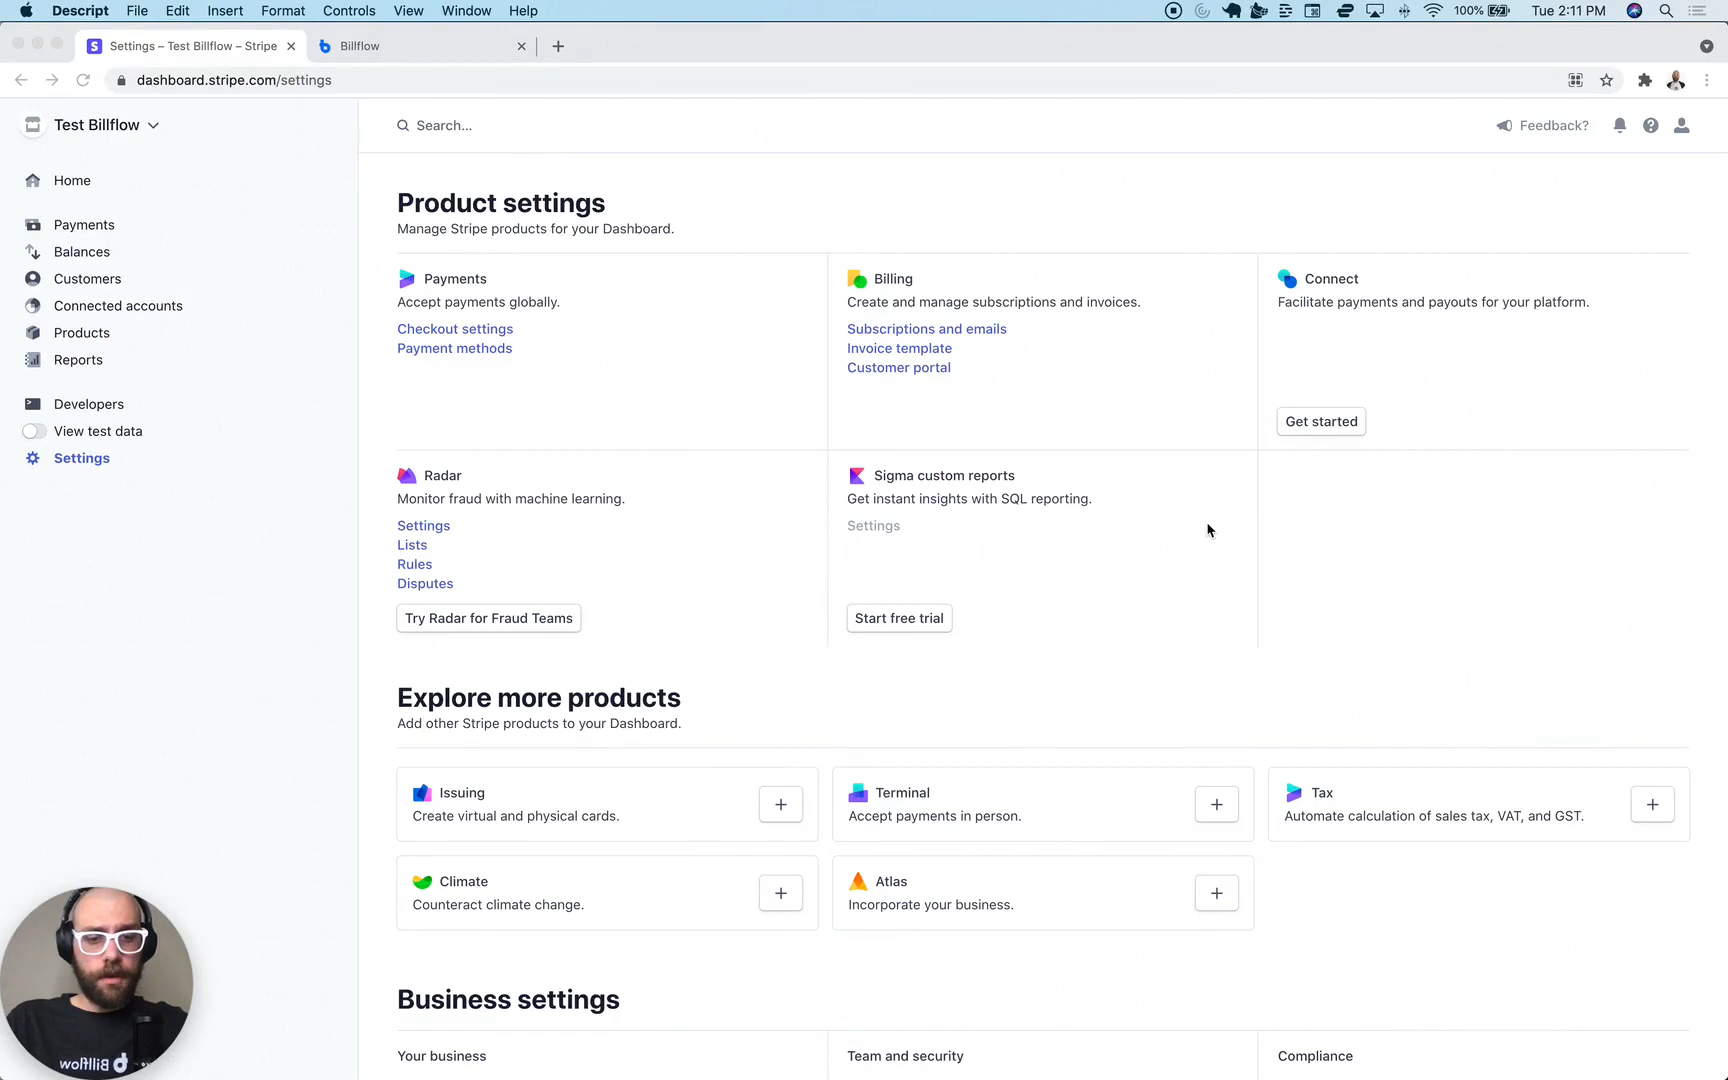 Descript File Edit Insert Format Controls View Window Help 100% Tue 2:11 PM
Settings – Test Billflow – Stripe Billflow
dashboard.stripe.com/settings
Test Billflow
Search...
Feedback?
Home
Payments
Balances
Customers
Connected accounts
Products
Reports
Developers
View test data
Settings
Product settings
Manage Stripe products for your Dashboard.
Payments
Accept payments globally.
Checkout settings
Payment methods
Billing
Create and manage subscriptions and invoices.
Subscriptions and emails
Invoice template
Customer portal
Connect
Facilitate payments and payouts for your platform.
Get started
Radar
Monitor fraud with machine learning.
Settings
Lists
Rules
Disputes
Try Radar for Fraud Teams
Sigma custom reports
Get instant insights with SQL reporting.
Settings
Start free trial
Explore more products
Add other Stripe products to your Dashboard.
Issuing
Create virtual and physical cards.
Terminal
Accept payments in person.
Tax
Automate calculation of sales tax, VAT, and GST.
Climate
Counteract climate change.
Atlas
Incorporate your business.
Business settings
Your business
Team and security
Compliance
Billflow